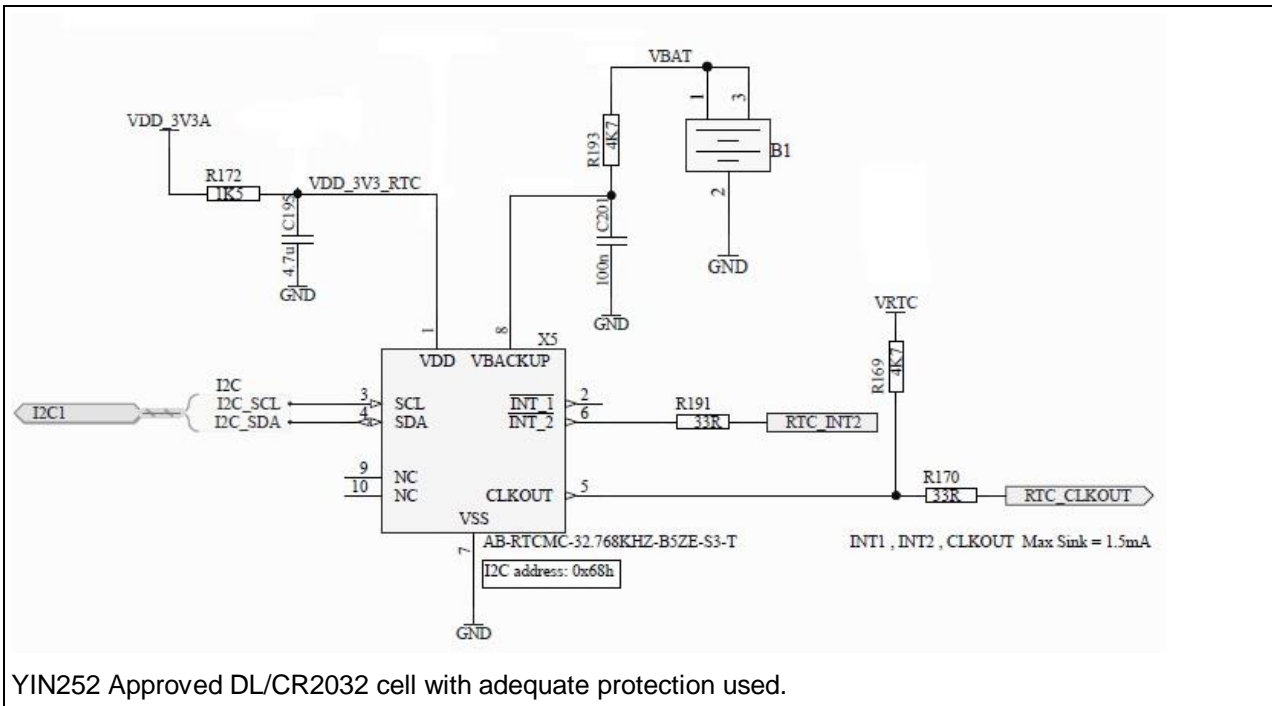 VBAT
1
3
R193
4K7
B1
2
GND
VDD_3V3A
R172
1K5
VDD_3V3_RTC
C195
4.7u
GND
C201
100n
GND
VRTC
R169
4K7
1
8
X5
VDD VBACKUP
I2C1
I2C
I2C_SCL
I2C_SDA
3
4
SCL
SDA
INT_1
INT_2
2
6
R191
33R
RTC_INT2
9
10
NC
NC
CLKOUT
5
R170
33R
RTC_CLKOUT
VSS
7
AB-RTCMC-32.768KHZ-B5ZE-S3-T
INT1 , INT2 , CLKOUT Max Sink = 1.5mA
I2C address: 0x68h
GND
YIN252 Approved DL/CR2032 cell with adequate protection used.